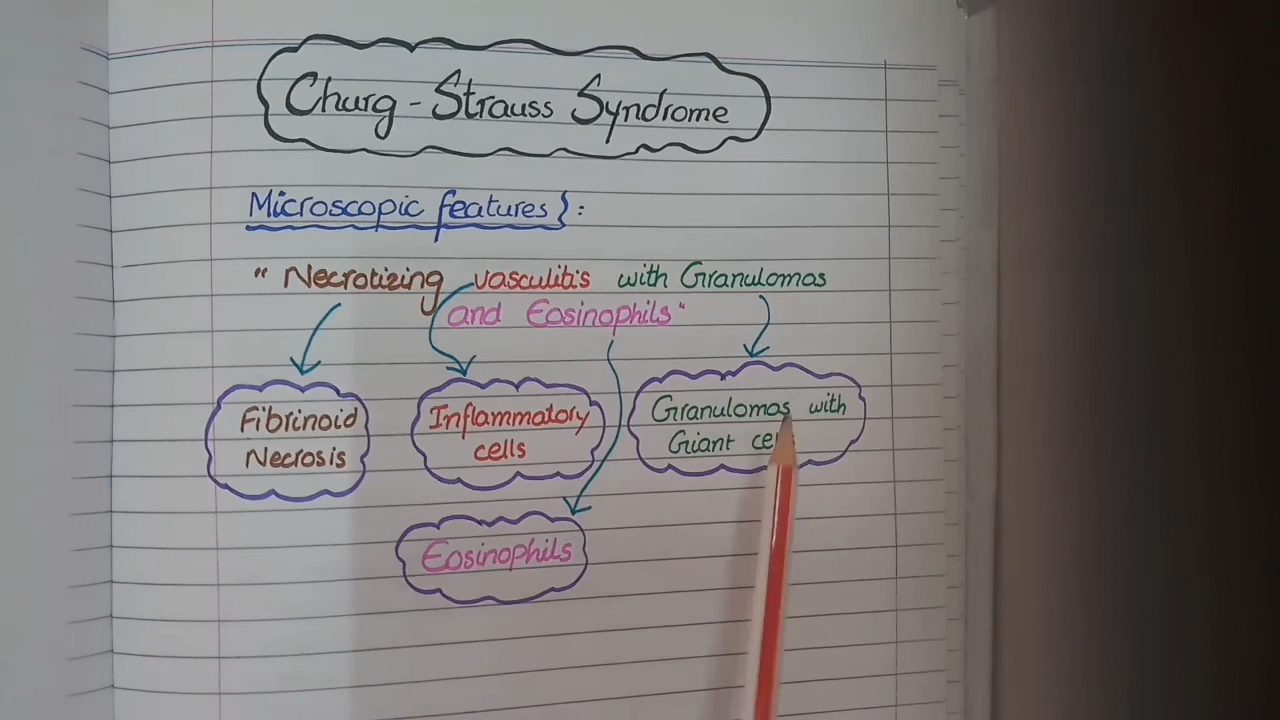 Churg - Strauss Syndrome
Microscopic features}:
"Necrotizing vasculitis with Granulomas
and Eosinophils"
Fibrinoid
Necrosis
Inflammatory
cells
Granulomas with
Giant
Eosinophils